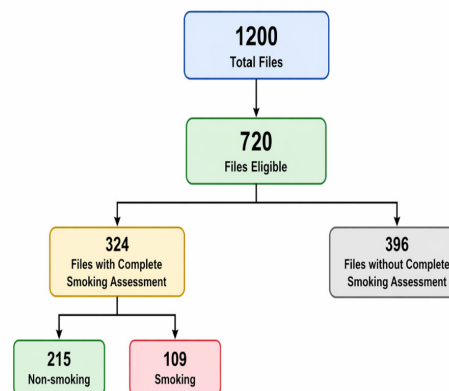 1200
Total Files
720
Files Eligible
324
Files with Complete
Smoking Assessment
396
Files without Complete
Smoking Assessment
215
Non-smoking
109
Smoking